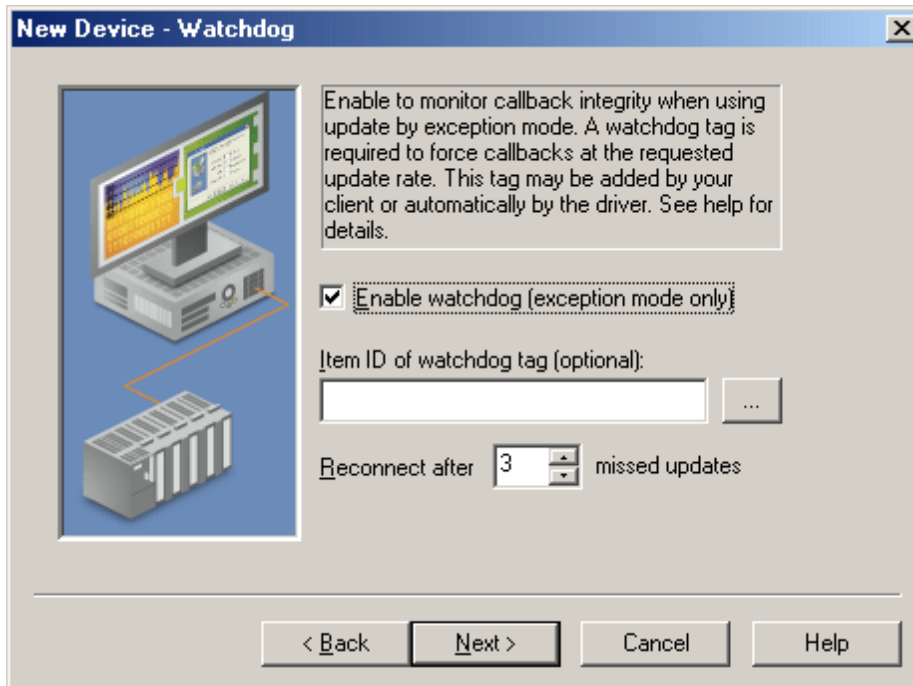 New Device - Watchdog
Enable to monitor callback integrity when using
update by exception mode. A watchdog tag is
required to force callbacks at the requested
update rate. This tag may be added by your
client or automatically by the driver. See help for
details.
Enable watchdog (exception mode only)
Item ID of watchdog tag (optional):
...
Reconnect after 3 missed updates
< Back Next > Cancel Help